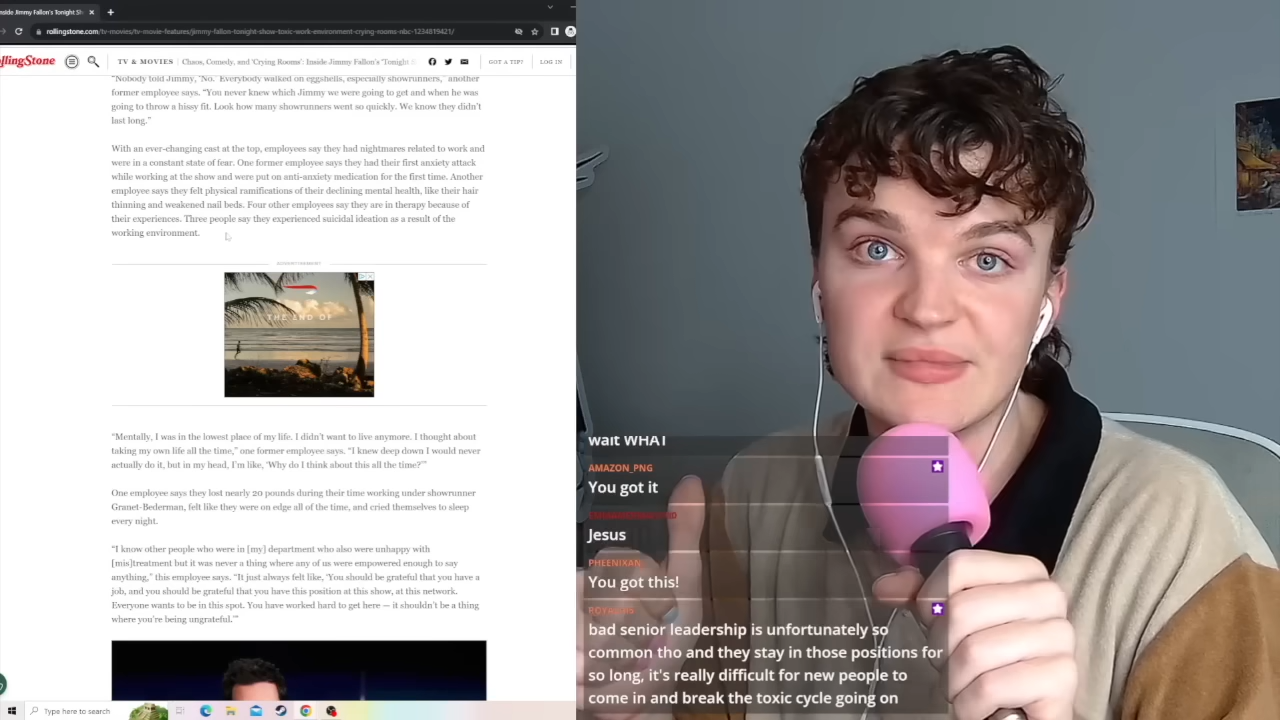 Inside Jimmy Fallon's Tonight Sh
rollingstone.com/tv-movies/tv-movie-features/jimmy-fallon-tonight-show-toxic-work-environment-crying-rooms-nbc-1234819421/
llingStone
TV & MOVIES
Chaos, Comedy, and 'Crying Rooms': Inside Jimmy Fallon's 'Tonight S
GOT A TIP?
LOG IN
"Nobody told Jimmy, 'No.' Everybody walked on eggshells, especially showrunners," another
former employee says. "You never knew which Jimmy we were going to get and when he was
going to throw a hissy fit. Look how many showrunners went so quickly. We know they didn't
last long."
With an ever-changing cast at the top, employees say they had nightmares related to work and
were in a constant state of fear. One former employee says they had their first anxiety attack
while working at the show and were put on anti-anxiety medication for the first time. Another
employee says they felt physical ramifications of their declining mental health, like their hair
thinning and weakened nail beds. Four other employees say they are in therapy because of
their experiences. Three people say they experienced suicidal ideation as a result of the
working environment.
ADVERTISEMENT
THE END OF
"Mentally, I was in the lowest place of my life. I didn't want to live anymore. I thought about
taking my own life all the time," one former employee says. "I knew deep down I would never
actually do it, but in my head, I'm like, 'Why do I think about this all the time?'"
One employee says they lost nearly 20 pounds during their time working under showrunner
Granet-Bederman, felt like they were on edge all of the time, and cried themselves to sleep
every night.
"I know other people who were in [my] department who also were unhappy with
[mis]treatment but it was never a thing where any of us were empowered enough to say
anything," this employee says. "It just always felt like, 'You should be grateful that you have a
job, and you should be grateful that you have this position at this show, at this network.
Everyone wants to be in this spot. You have worked hard to get here — it shouldn't be a thing
where you're being ungrateful.'"
Type here to search
wait WHAT
AMAZON_PNG
You got it
Jesus
PHEENIXAN
You got this!
bad senior leadership is unfortunately so
common tho and they stay in those positions for
so long, it's really difficult for new people to
come in and break the toxic cycle going on